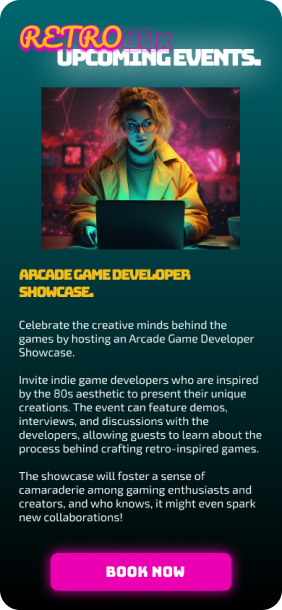 RETROBox
UPCOMING EVENTS.
ARCADE GAME DEVELOPER
SHOWCASE.
Celebrate the creative minds behind the
games by hosting an Arcade Game Developer
Showcase.
Invite indie game developers who are inspired
by the 80s aesthetic to present their unique
creations. The event can feature demos,
interviews, and discussions with the
developers, allowing guests to learn about the
process behind crafting retro-inspired games.
The showcase will foster a sense of
camaraderie among gaming enthusiasts and
creators, and who knows, it might even spark
new collaborations!
BOOK NOW